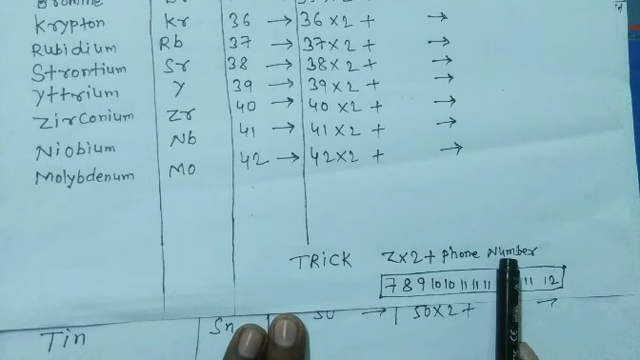 Krypton Kr 36 → 36×2 + →
Rubidium Rb 37 → 37×2 + →
Strontium Sr 38 → 38×2 + →
Yttrium Y 39 → 39×2 + →
Zirconium Zr 40 → 40×2 + →
Niobium Nb 41 → 41×2 + →
Molybdenum Mo 42 → 42×2 + →
TRICK Z×2+ phone Number
7 8 9 10 10 11 11 11 11 12
Tin Sn 50 → 50×2 + →